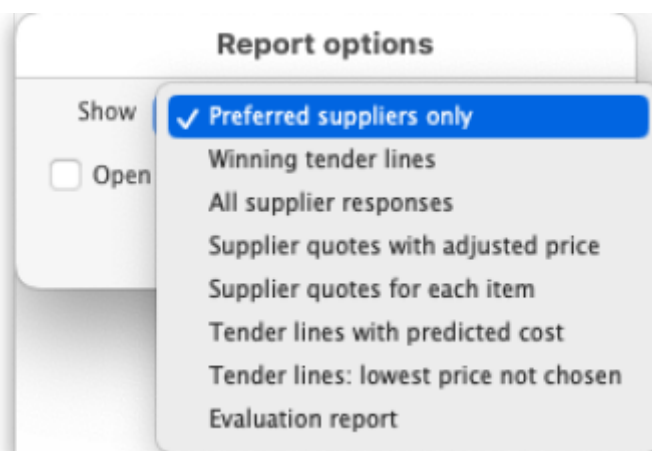 Report options
Show
✓ Preferred suppliers only
Winning tender lines
Open
All supplier responses
Supplier quotes with adjusted price
Supplier quotes for each item
Tender lines with predicted cost
Tender lines: lowest price not chosen
Evaluation report